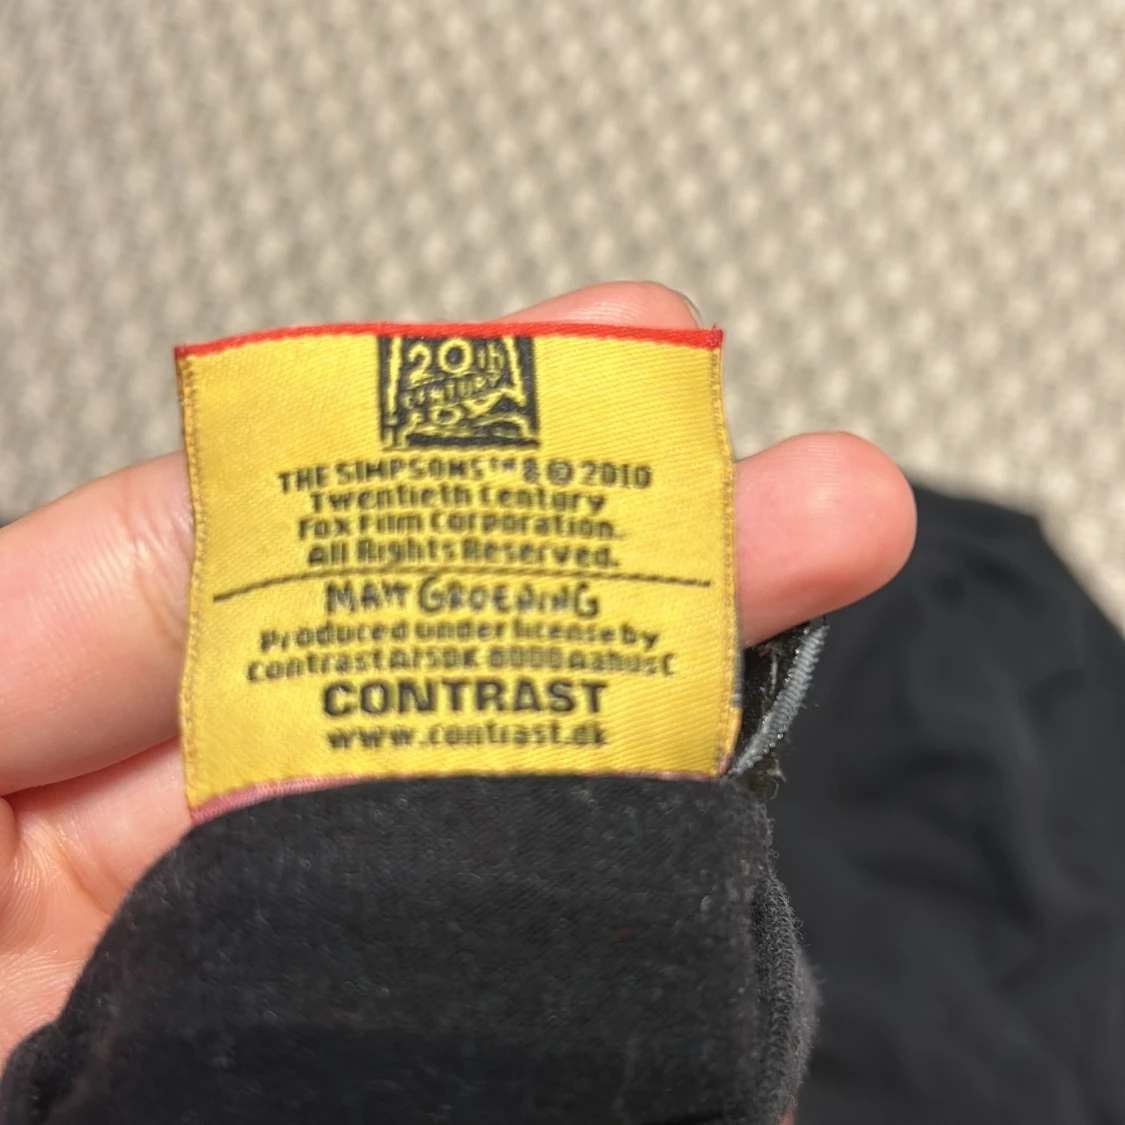 20th
CENTURY
FOX
THE SIMPSONS™ & © 2010
Twentieth Century
Fox Film Corporation.
All Rights Reserved.
MATT GROENING
Produced under license by
Contrast A/S DK 8000 Aahus C
CONTRAST
www.contrast.dk